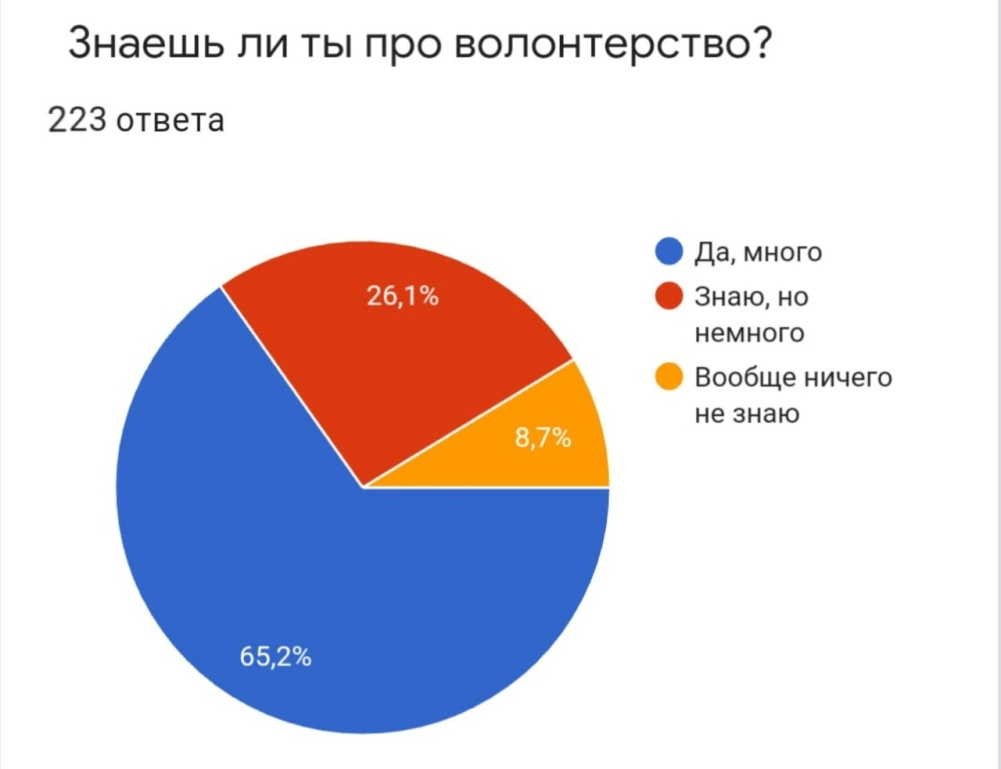 Знаешь ли ты про волонтерство?
223 ответа
Да, много
Знаю, но
немного
Вообще ничего
не знаю
26,1%
8,7%
65,2%